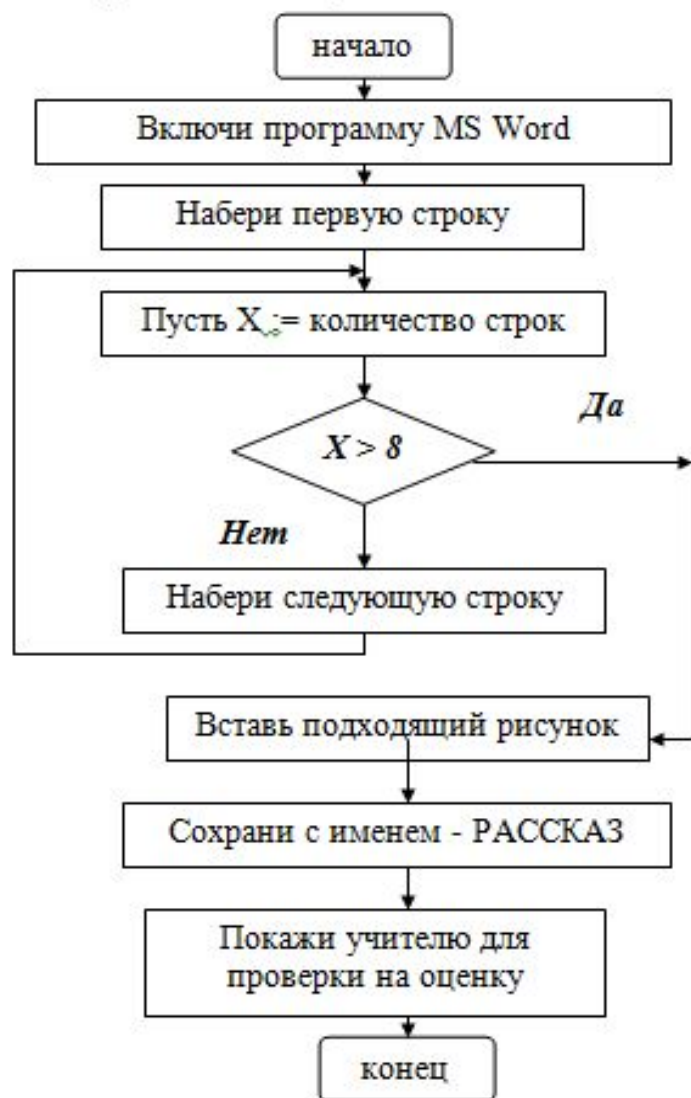 начало
Включи программу MS Word
Набери первую строку
Пусть X := количество строк
X > 8
Да
Нет
Набери следующую строку
Вставь подходящий рисунок
Сохрани с именем - РАССКАЗ
Покажи учителю для
проверки на оценку
конец